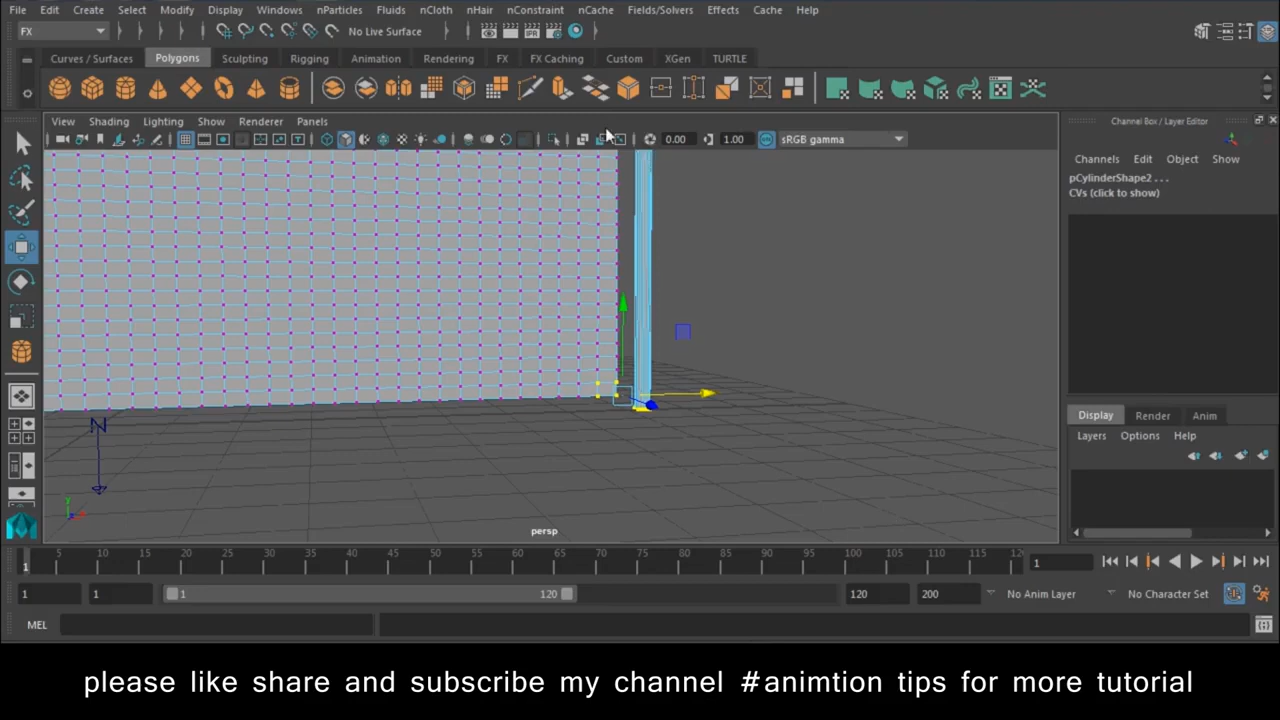 File Edit Create Select Modify Display Windows nParticles Fluids nCloth nHair nConstraint nCache Fields/Solvers Effects Cache Help
FX No Live Surface
Curves / Surfaces Polygons Sculpting Rigging Animation Rendering FX FX Caching Custom XGen TURTLE
View Shading Lighting Show Renderer Panels
0.00 1.00 sRGB gamma
Channel Box / Layer Editor
Channels Edit Object Show
pCylinderShape2 . . .
CVs (click to show)
N
y
persp
Display Render Anim
Layers Options Help
5 10 15 20 25 30 35 40 45 50 55 60 65 70 75 80 85 90 95 100 105 110 115 12
1 1
1 1 1 120 120 200 No Anim Layer No Character Set
MEL
please like share and subscribe my channel #animtion tips for more tutorial